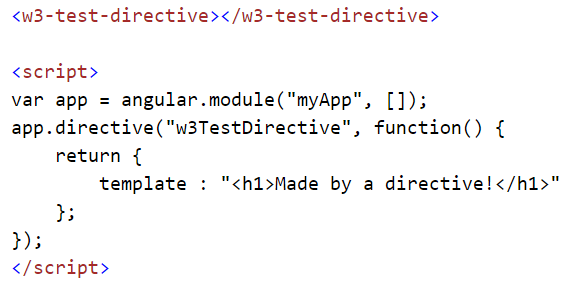 <w3-test-directive></w3-test-directive>

<script>
var app = angular.module("myApp", []);
app.directive("w3TestDirective", function() {
    return {
        template : "<h1>Made by a directive!</h1>"
    };
});
</script>